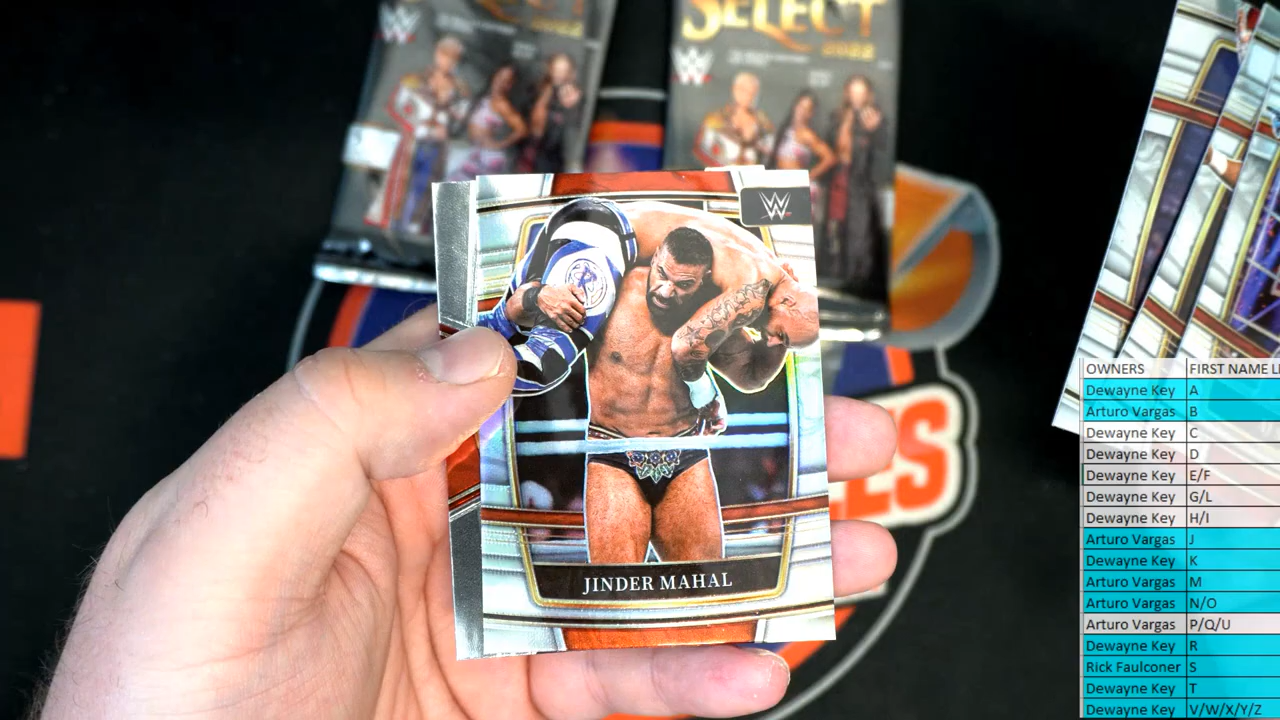 SELECT
2022
W
SELECT
2022
W
W
JINDER MAHAL
OWNERS FIRST NAME
Dewayne Key A
Arturo Vargas B
Dewayne Key C
Dewayne Key D
Dewayne Key E/F
Dewayne Key G/L
Dewayne Key H/I
Arturo Vargas J
Dewayne Key K
Arturo Vargas M
Arturo Vargas N/O
Arturo Vargas P/Q/U
Dewayne Key R
Rick Faulconer S
Dewayne Key T
Dewayne Key V/W/X/Y/Z